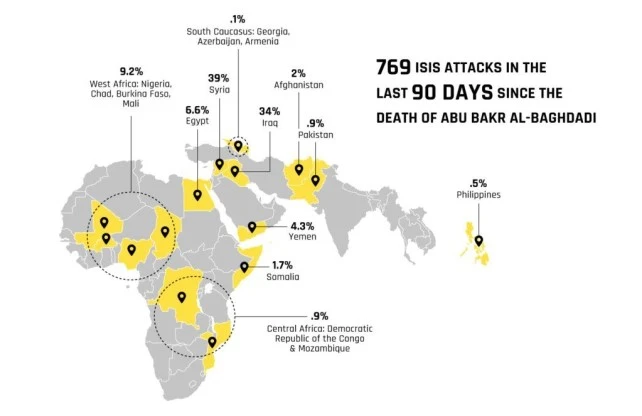 .1%
South Caucasus: Georgia,
Azerbaijan, Armenia
769 ISIS ATTACKS IN THE
LAST 90 DAYS SINCE THE
DEATH OF ABU BAKR AL-BAGHDADI
9.2%
West Africa: Nigeria,
Chad, Burkina Faso,
Mali
39%
Syria
2%
Afghanistan
6.6%
Egypt
34%
Iraq
.9%
Pakistan
.5%
Philippines
4.3%
Yemen
1.7%
Somalia
.9%
Central Africa: Democratic
Republic of the Congo
& Mozambique